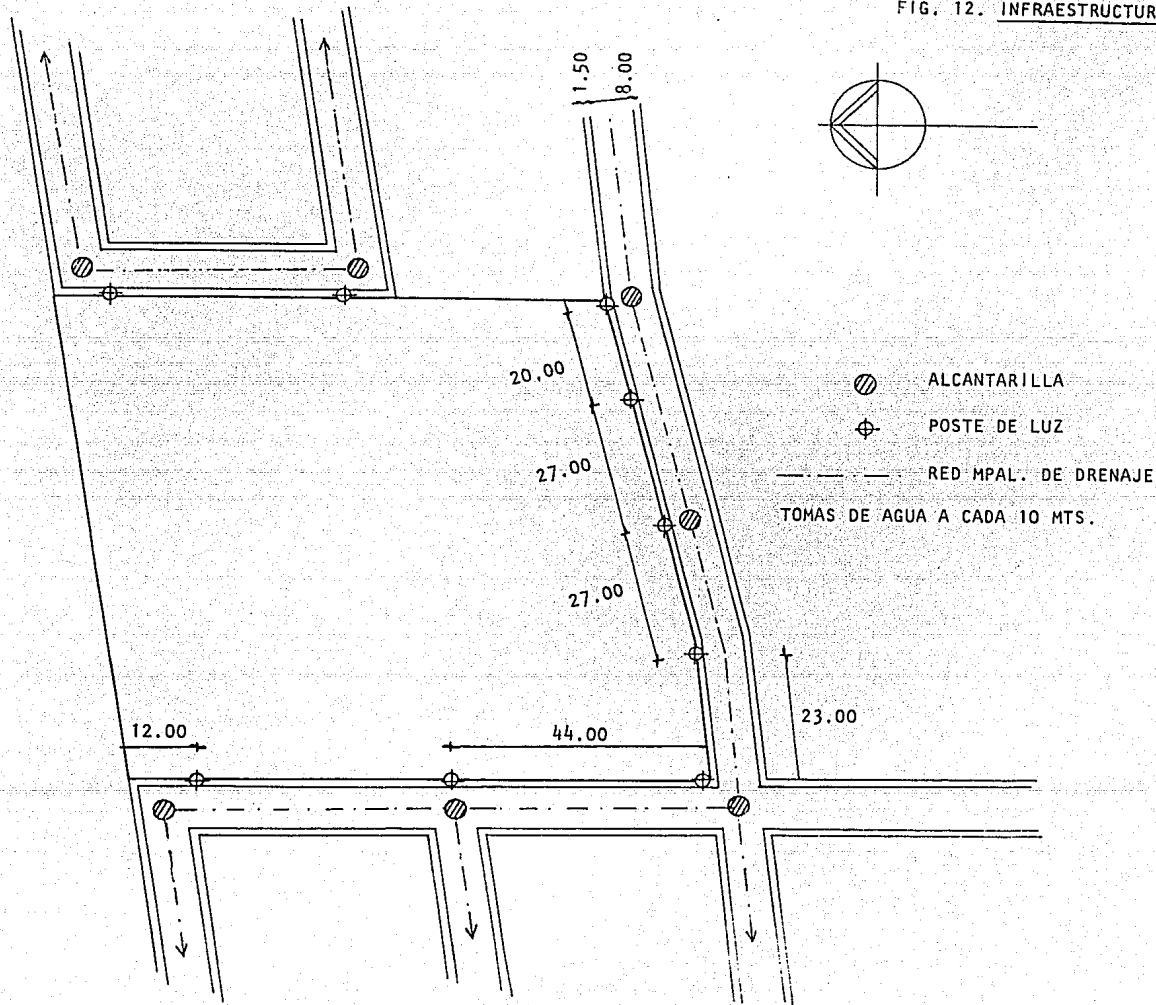 FIG. 12. INFRAESTRUCTUR
1.50
8.00
20.00
27.00
27.00
ALCANTARILLA
POSTE DE LUZ
RED MPAL. DE DRENAJE
TOMAS DE AGUA A CADA 10 MTS.
23.00
12.00
44.00